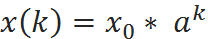 x(k) = x₀ * aᵏ